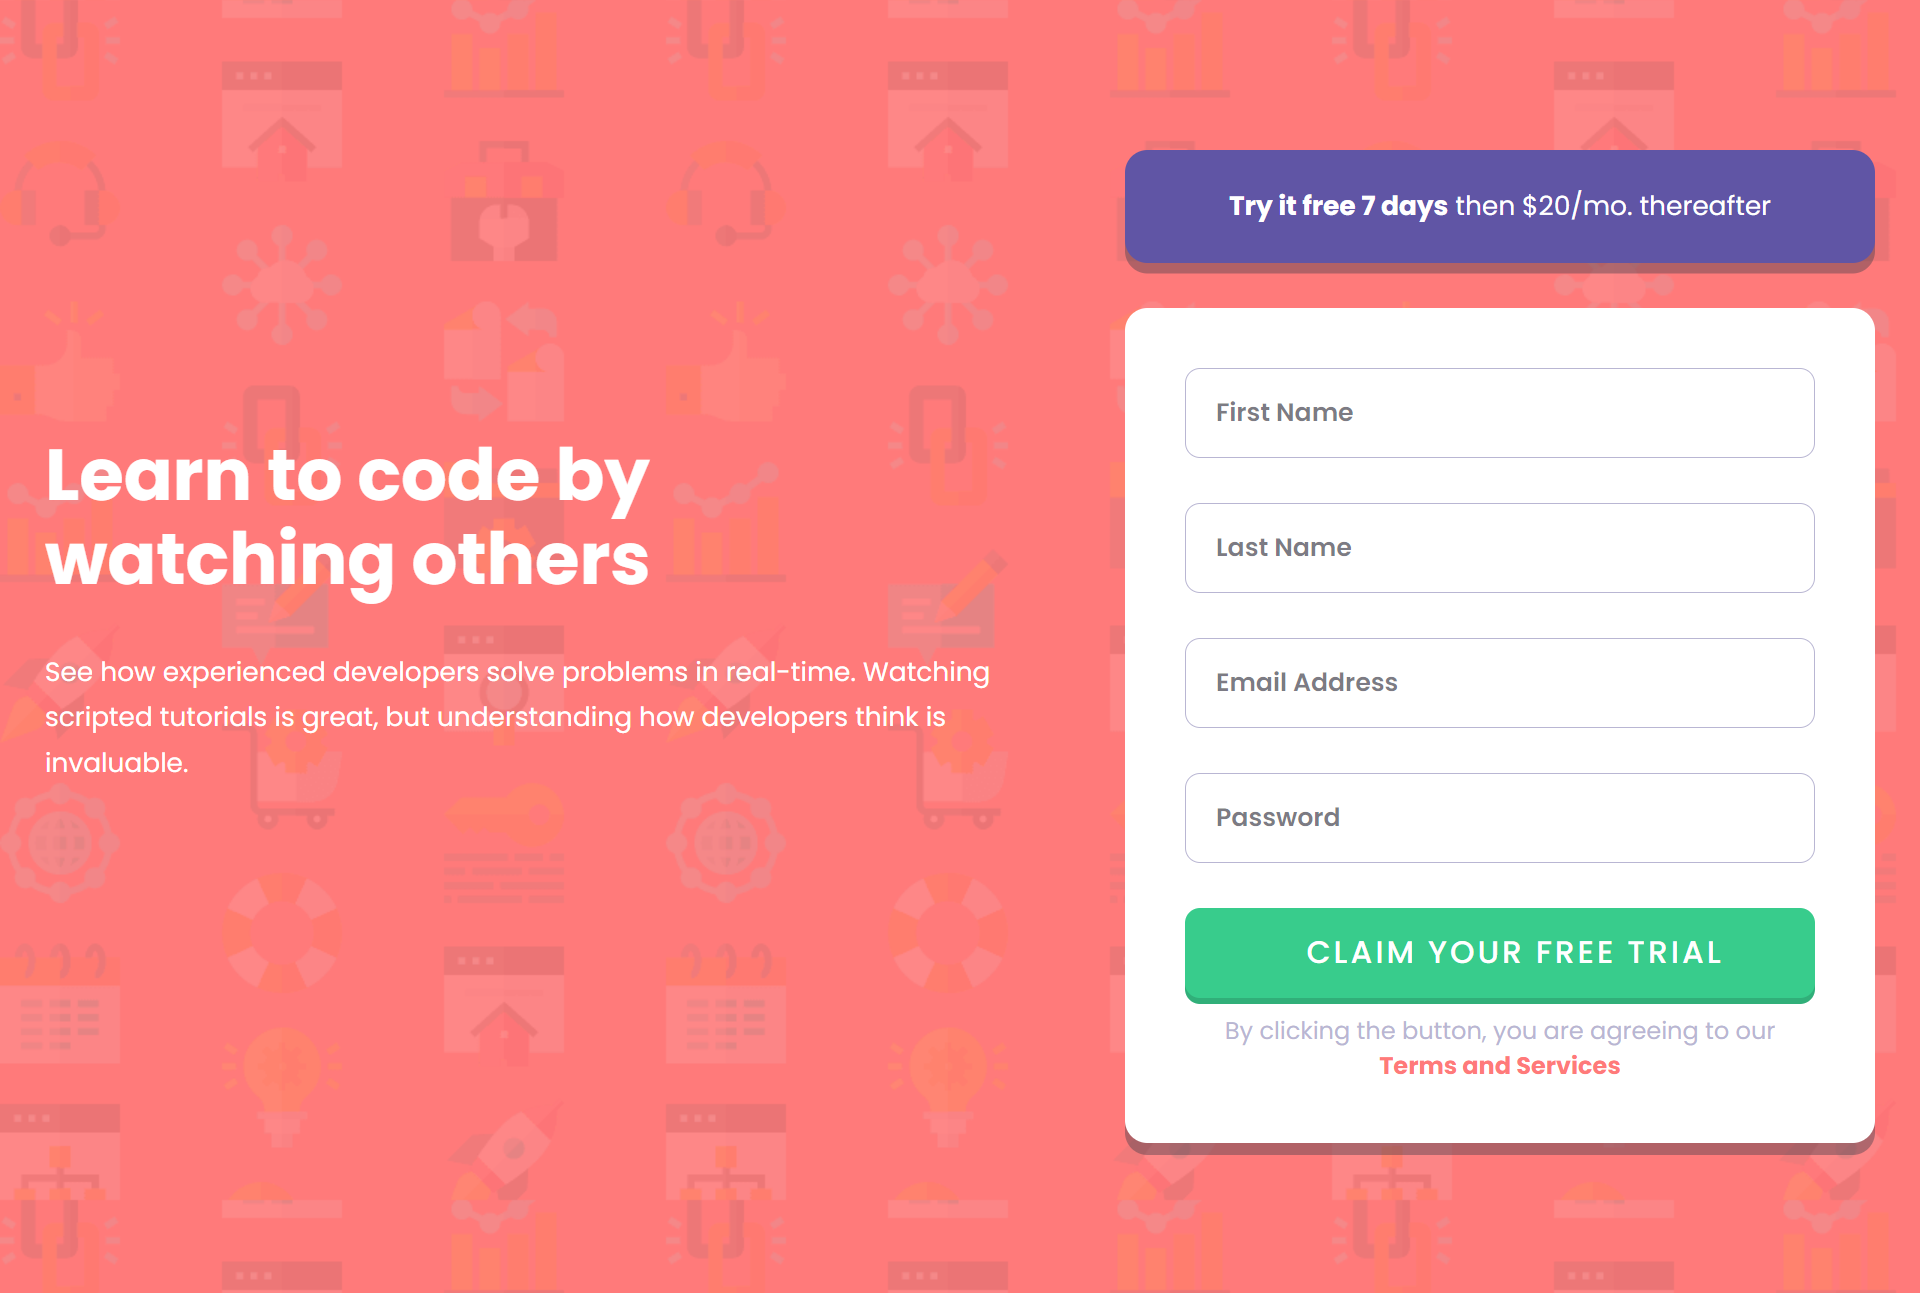 Learn to code by
watching others
See how experienced developers solve problems in real-time. Watching
scripted tutorials is great, but understanding how developers think is
invaluable.
Try it free 7 days then $20/mo. thereafter
First Name
Last Name
Email Address
Password
CLAIM YOUR FREE TRIAL
By clicking the button, you are agreeing to our
Terms and Services